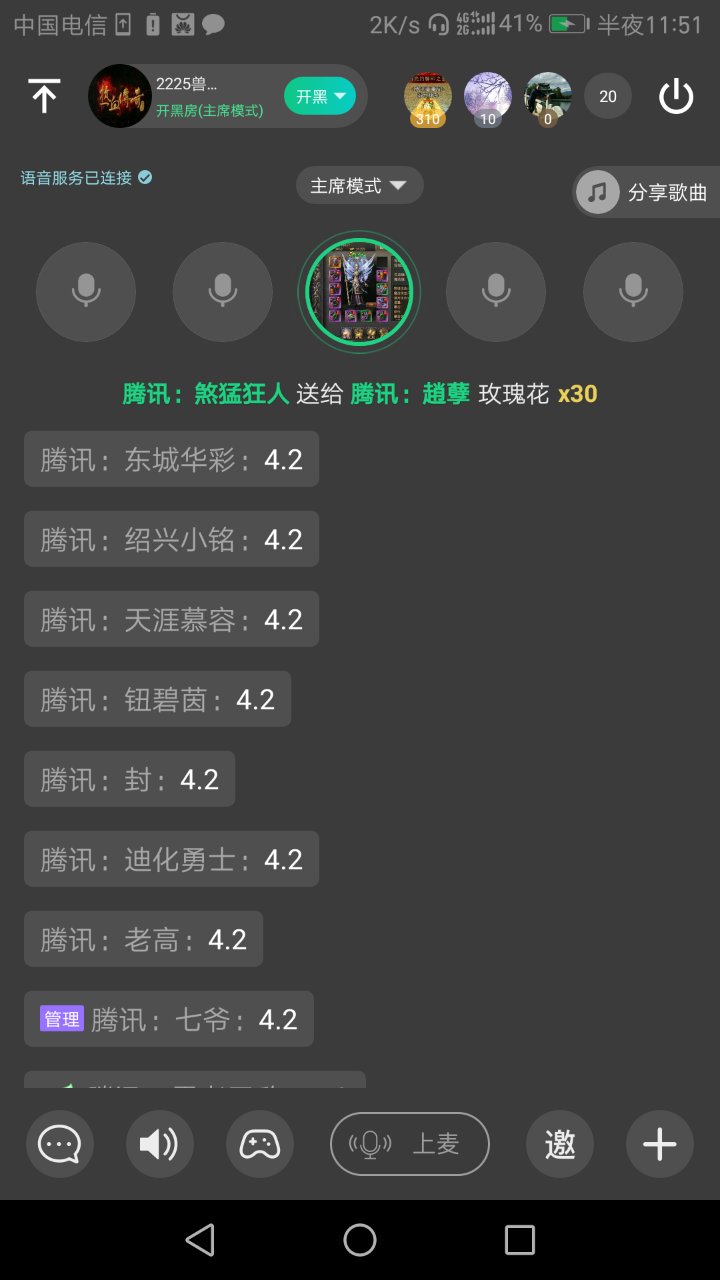 中国电信 2K/s 4G 2G 41% 半夜11:51
热血传奇 2225兽... 开黑
开黑房(主席模式)
310 10 0 20
语音服务已连接 主席模式 分享歌曲
腾讯：煞猛狂人 送给 腾讯：趙孽 玫瑰花 x30
腾讯：东城华彩：4.2
腾讯：绍兴小铭：4.2
腾讯：天涯慕容：4.2
腾讯：钮碧茵：4.2
腾讯：封：4.2
腾讯：迪化勇士：4.2
腾讯：老高：4.2
管理 腾讯：七爷：4.2
上麦 邀